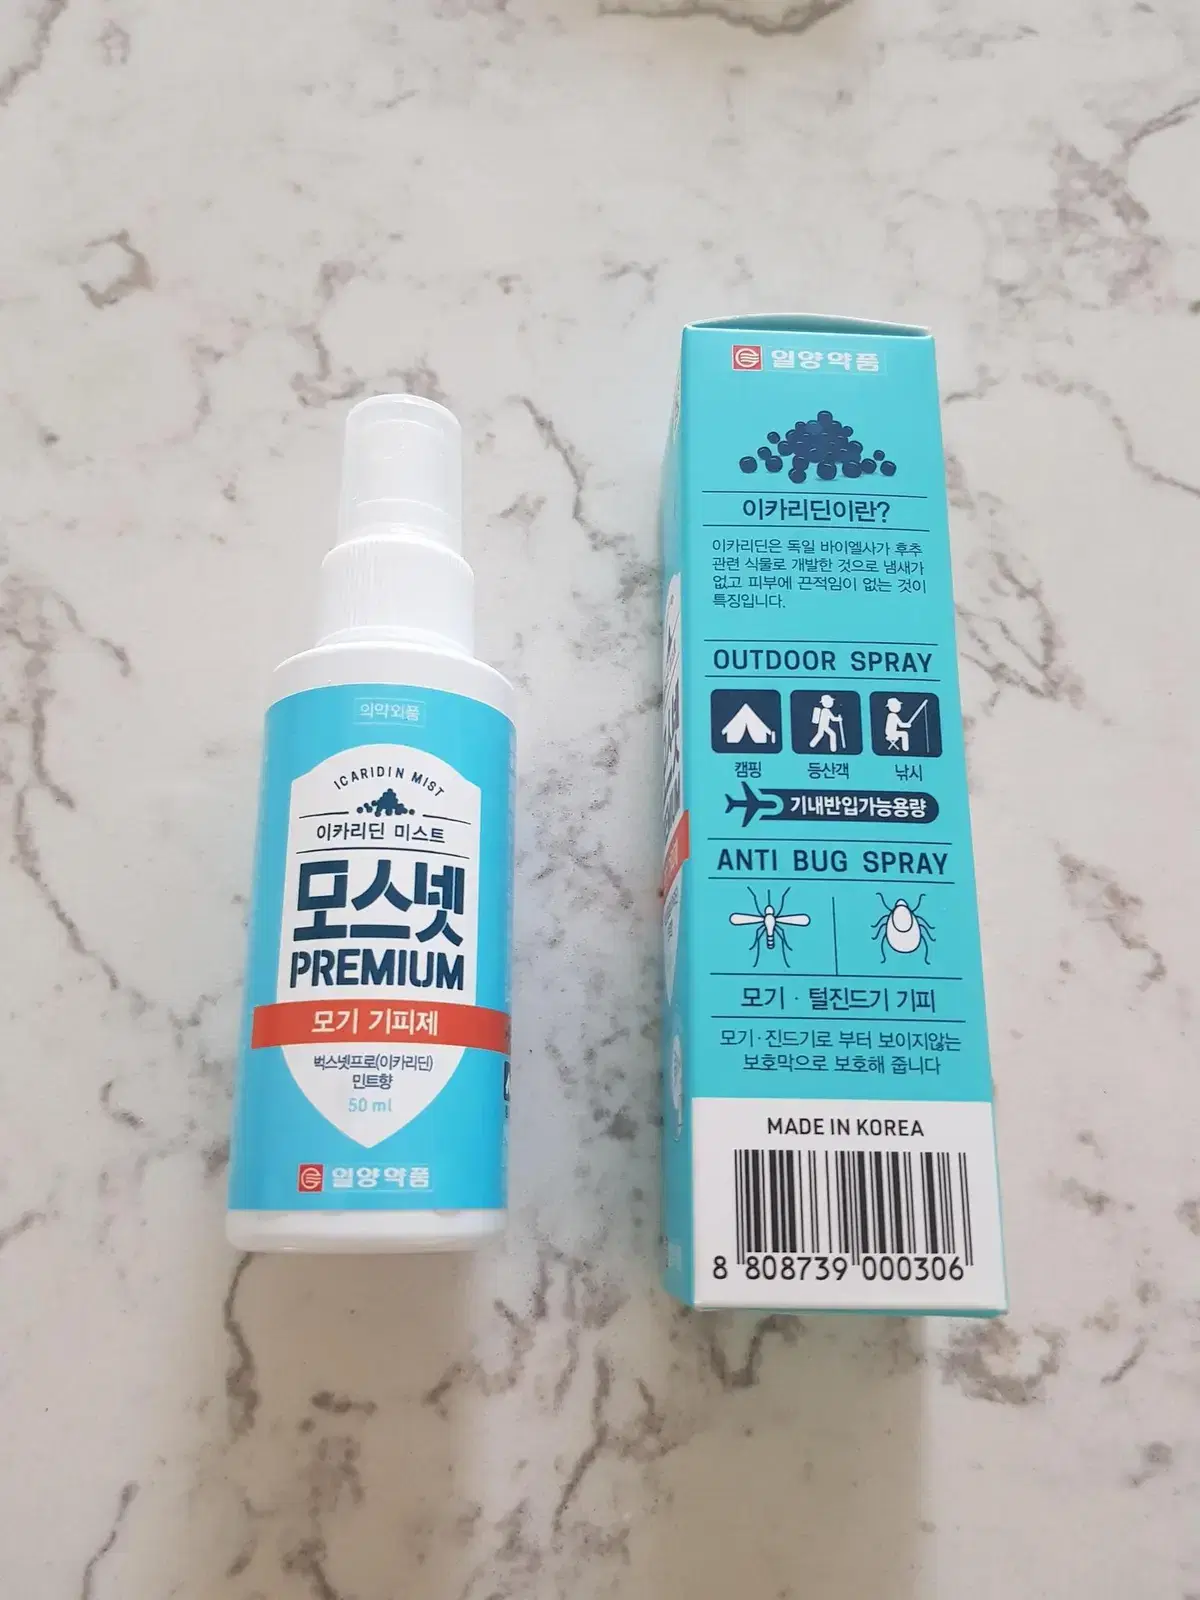 의약외품
ICARIDIN MIST
이카리딘 미스트
모스넷
PREMIUM
모기 기피제
벅스넷프로(이카리딘)
민트향
50 ml
일양약품
일양약품
이카리딘이란?
이카리딘은 독일 바이엘사가 후추
관련 식물로 개발한 것으로 냄새가
없고 피부에 끈적임이 없는 것이
특징입니다.
OUTDOOR SPRAY
캠핑 등산객 낚시
기내반입가능용량
ANTI BUG SPRAY
모기 · 털진드기 기피
모기·진드기로 부터 보이지않는
보호막으로 보호해 줍니다
MADE IN KOREA
8 808739 000306